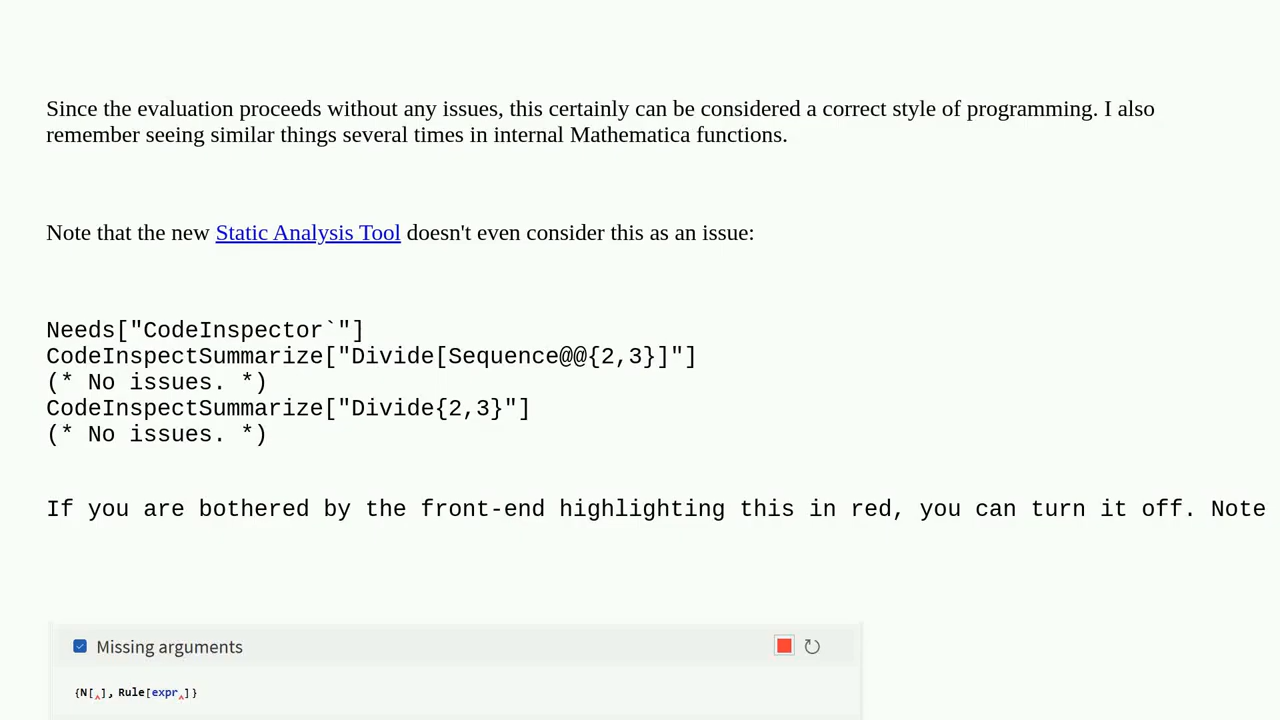 Since the evaluation proceeds without any issues, this certainly can be considered a correct style of programming. I also
remember seeing similar things several times in internal Mathematica functions.
Note that the new Static Analysis Tool doesn't even consider this as an issue:
Needs["CodeInspector`"]
CodeInspectSummarize["Divide[Sequence@@{2,3}]"]
(* No issues. *)
CodeInspectSummarize["Divide{2,3}"]
(* No issues. *)
If you are bothered by the front-end highlighting this in red, you can turn it off. Note
Missing arguments
{N[‸], Rule[expr‸]}